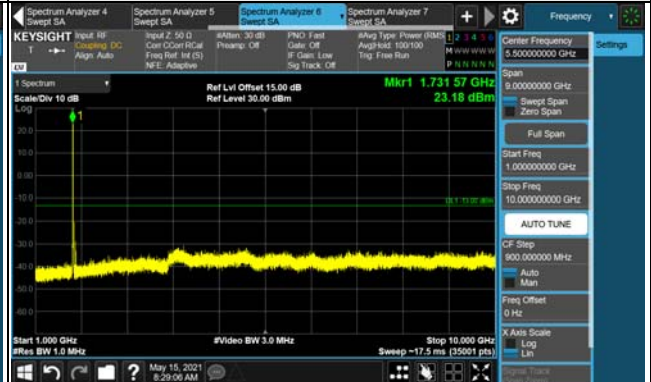 Spectrum Analyzer 4
Swept SA
Spectrum Analyzer 5
Swept SA
Spectrum Analyzer 6
Swept SA
Spectrum Analyzer 7
Swept SA
+
Frequency
KEYSIGHT
Input: RF
Coupling: DC
Align: Auto
Input Z: 50 Ω
Corr CCorr RCal
Freq Ref: Int (S)
NFE: Adaptive
#Atten: 30 dB
Preamp: Off
PNO: Fast
Gate: Off
IF Gain: Low
Sig Track: Off
#Avg Type: Power (RMS
Avg|Hold: 100/100
Trig: Free Run
1 2 3 4 5 6
M W W W W W
P N N N N N
1 Spectrum
Scale/Div 10 dB
Log
Ref Lvl Offset 15.00 dB
Ref Level 30.00 dBm
Mkr1 1.731 57 GHz
23.18 dBm
1
20.0
10.0
0.00
-10.0
DL1 -13.00 dBm
-20.0
-30.0
-40.0
-50.0
-60.0
Start 1.000 GHz
#Res BW 1.0 MHz
#Video BW 3.0 MHz
Stop 10.000 GHz
Sweep ~17.5 ms (35001 pts)
Center Frequency
5.500000000 GHz
Settings
Span
9.00000000 GHz
Swept Span
Zero Span
Full Span
Start Freq
1.000000000 GHz
Stop Freq
10.000000000 GHz
AUTO TUNE
CF Step
900.000000 MHz
Auto
Man
Freq Offset
0 Hz
X Axis Scale
Log
Lin
Signal Track
May 15, 2021
8:29:06 AM